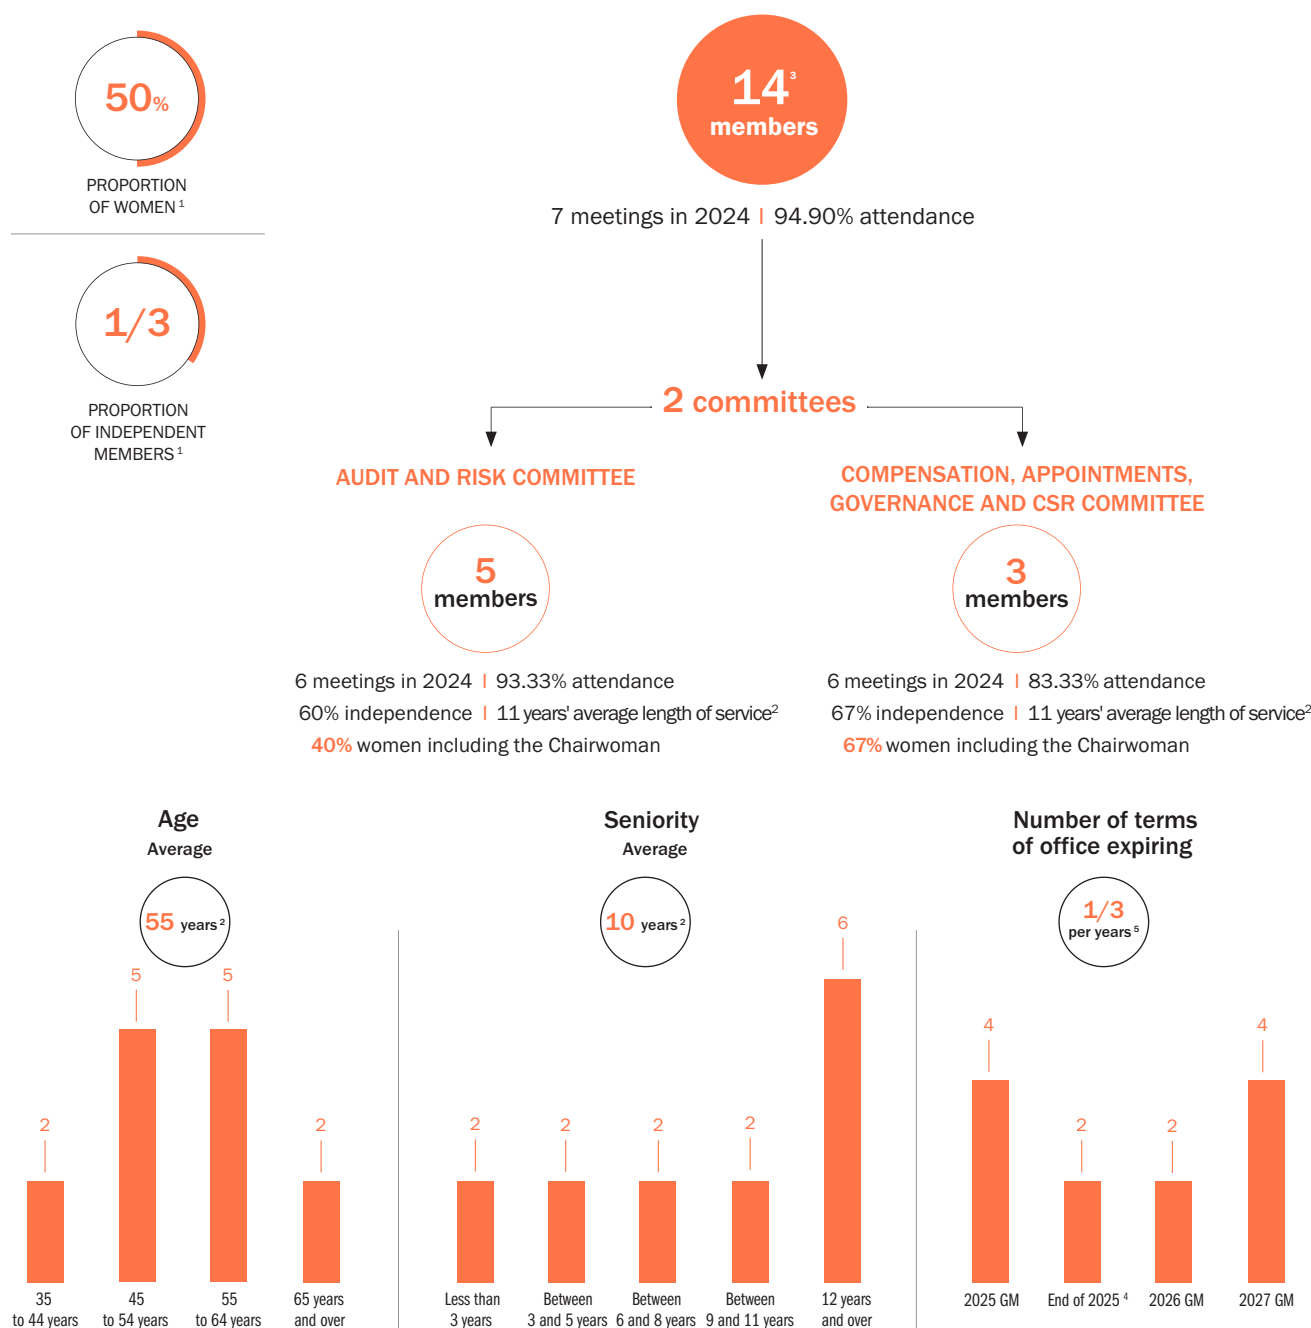 50%
PROPORTION
OF WOMEN 1
1/3
PROPORTION
OF INDEPENDENT
MEMBERS 1
14 3
members
7 meetings in 2024 | 94.90% attendance
2 committees
AUDIT AND RISK COMMITTEE
5
members
6 meetings in 2024 | 93.33% attendance
60% independence | 11 years' average length of service2
40% women including the Chairwoman
COMPENSATION, APPOINTMENTS,
GOVERNANCE AND CSR COMMITTEE
3
members
6 meetings in 2024 | 83.33% attendance
67% independence | 11 years' average length of service2
67% women including the Chairwoman
Age
Average
55 years 2
2
5
5
2
35
to 44 years
45
to 54 years
55
to 64 years
65 years
and over
Seniority
Average
10 years 2
2
2
2
2
6
Less than
3 years
Between
3 and 5 years
Between
6 and 8 years
Between
9 and 11 years
12 years
and over
Number of terms
of office expiring
1/3
per years 5
4
2
2
4
2025 GM
End of 2025 4
2026 GM
2027 GM